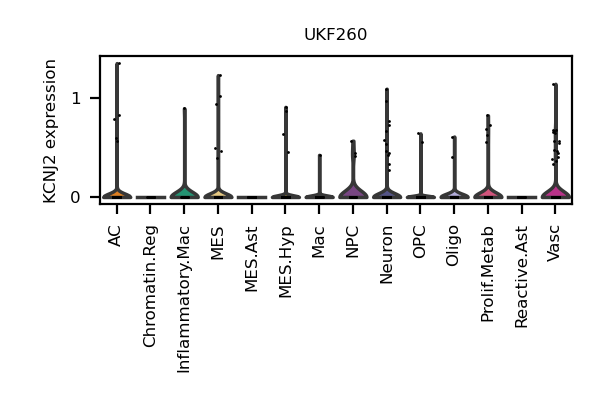 UKF260
KCNJ2 expression
1
0
AC
Chromatin.Reg
Inflammatory.Mac
MES
MES.Ast
MES.Hyp
Mac
NPC
Neuron
OPC
Oligo
Prolif.Metab
Reactive.Ast
Vasc